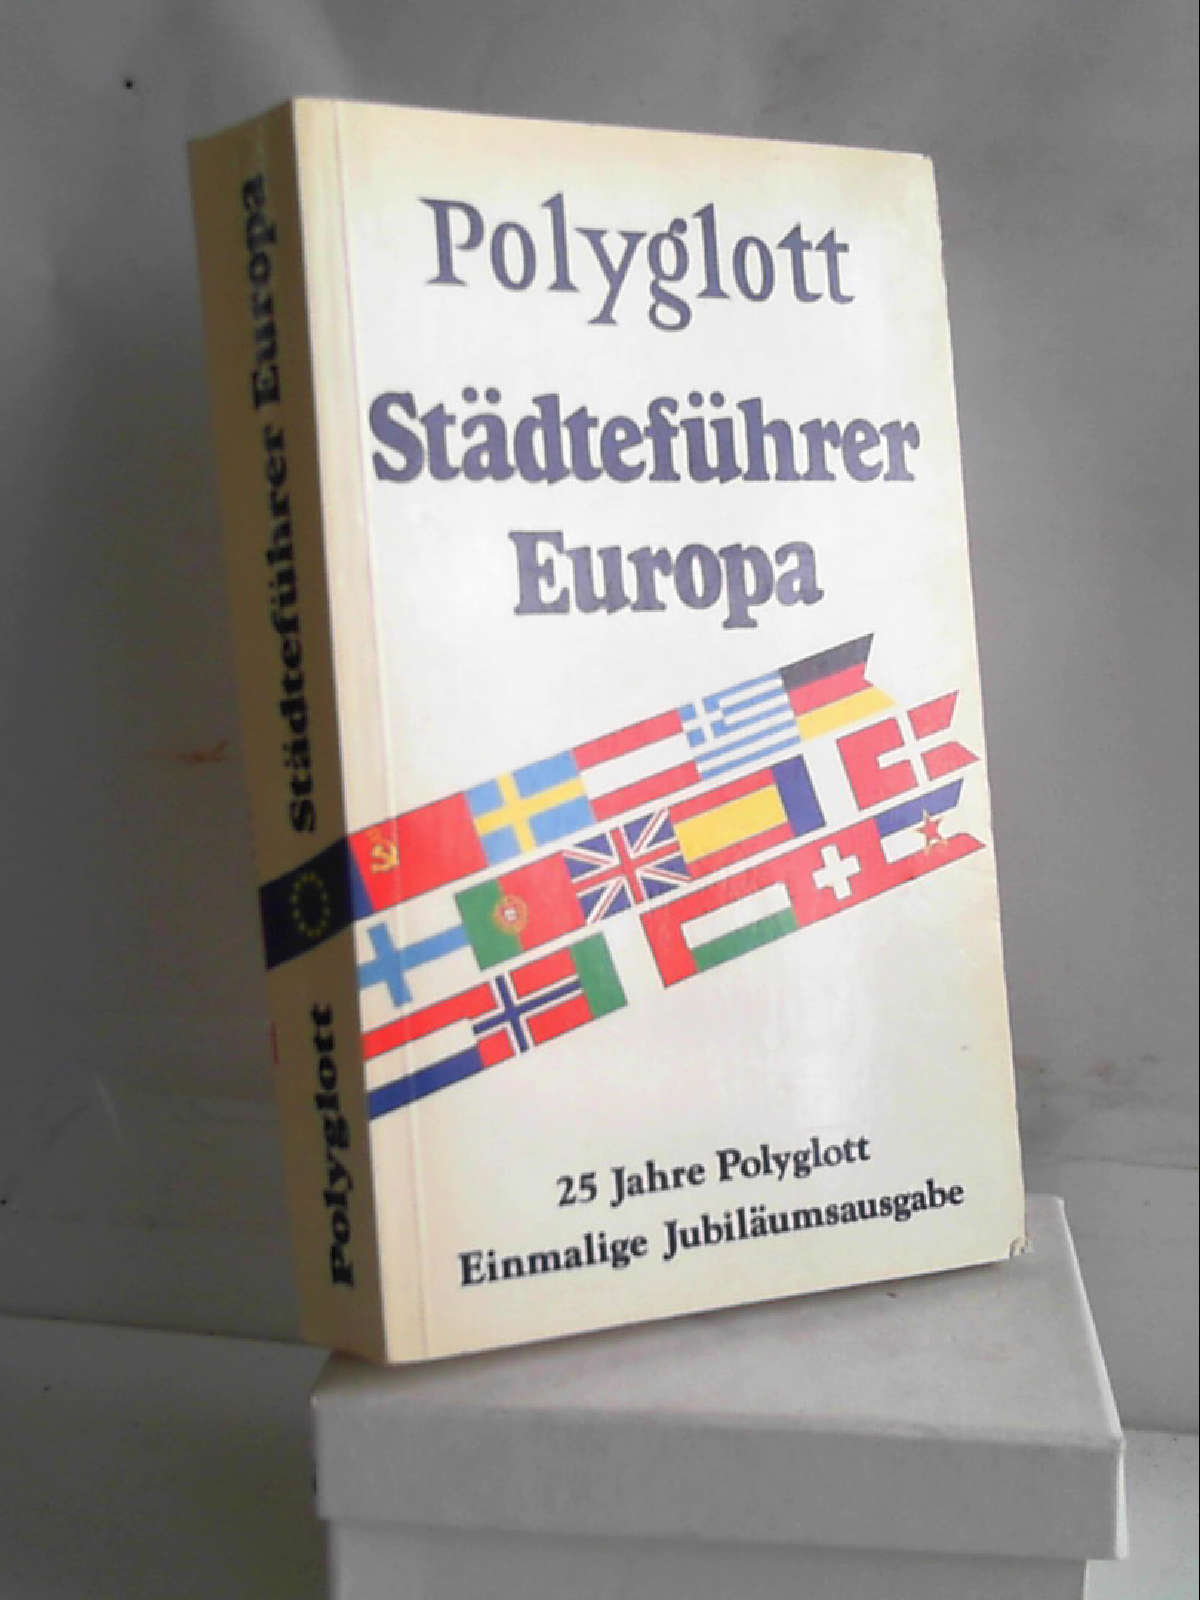 Polyglott
Städteführer
Europa
25 Jahre Polyglott
Einmalige Jubiläumsausgabe
Polyglott Städteführer Europa